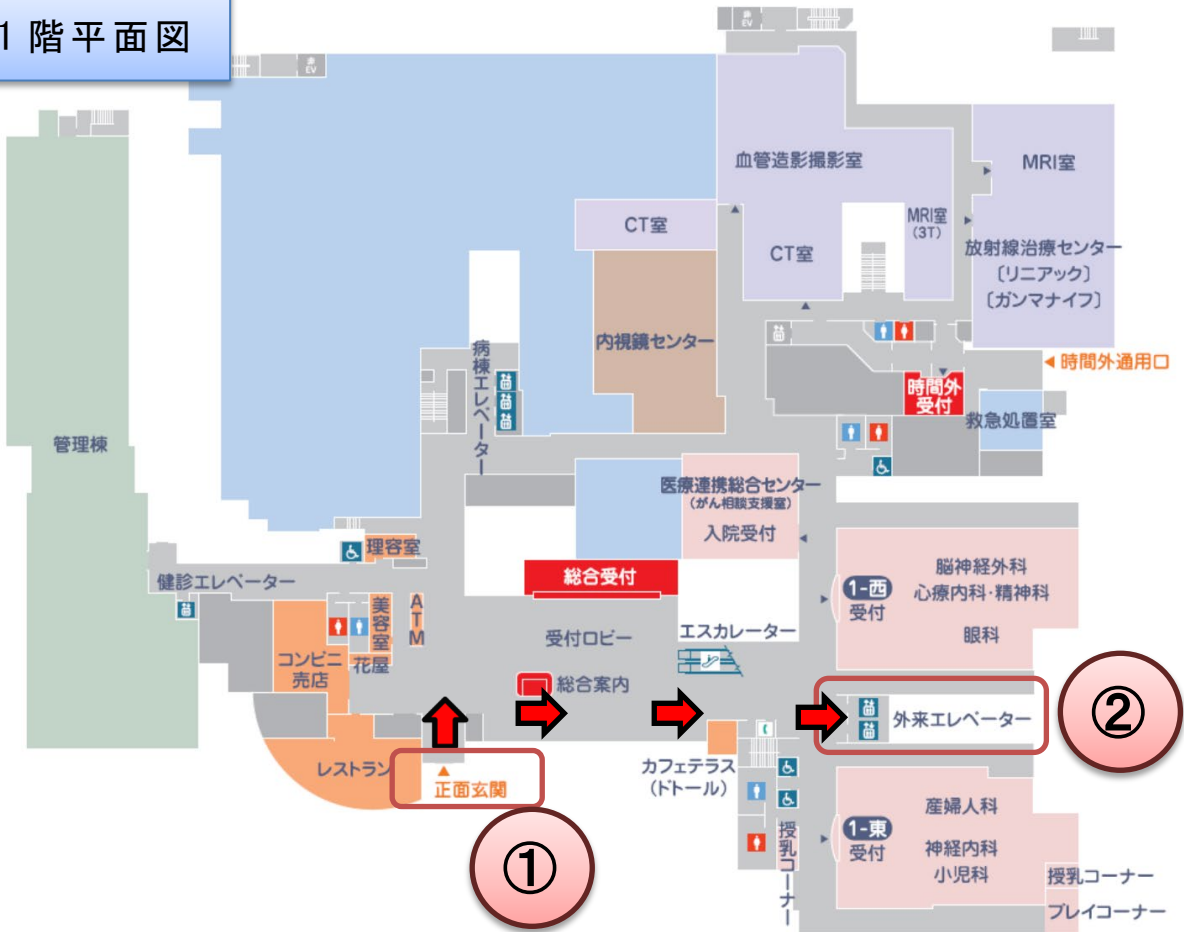 1階平面図
非
EV
非
EV
血管造影撮影室
MRI室
CT室
MRI室
(3T)
CT室
放射線治療センター
〔リニアック〕
〔ガンマナイフ〕
内視鏡センター
病棟エレベーター
時間外通用口
時間外
受付
救急処置室
管理棟
医療連携総合センター
(がん相談支援室)
入院受付
理容室
健診エレベーター
総合受付
脳神経外科
心療内科・精神科
眼科
1-西
受付
美容室
ATM
受付ロビー
エスカレーター
コンビニ
売店
花屋
総合案内
外来エレベーター
②
レストラン
正面玄関
カフェテラス
(ドトール)
①
産婦人科
1-東
受付
神経内科
小児科
授乳コーナー
授乳コーナー
プレイコーナー